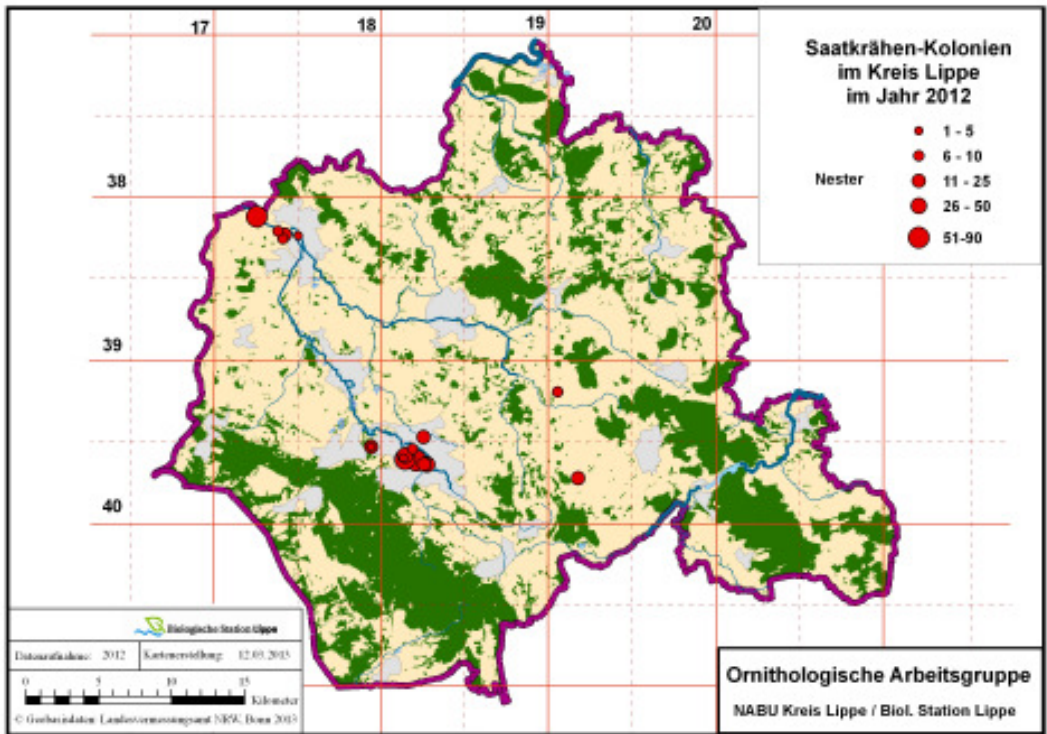 17 18 19 20
Saatkrähen-Kolonien
im Kreis Lippe
im Jahr 2012
Nester
1 - 5
6 - 10
11 - 25
26 - 50
51-90
38
39
40
Biologische Station Lippe
Datenaufnahme: 2012 Kartenerstellung: 12.03.2013
0 5 10 15
Kilometer
© Geobasisdaten: Landesvermessungsamt NRW, Bonn 2013
Ornithologische Arbeitsgruppe
NABU Kreis Lippe / Biol. Station Lippe